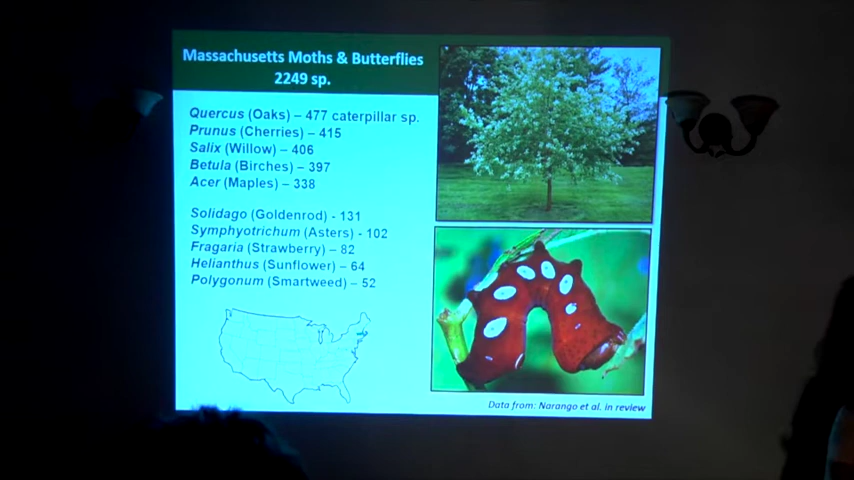 Massachusetts Moths & Butterflies
2249 sp.
Quercus (Oaks) – 477 caterpillar sp.
Prunus (Cherries) – 415
Salix (Willow) – 406
Betula (Birches) – 397
Acer (Maples) – 338
Solidago (Goldenrod) - 131
Symphyotrichum (Asters) - 102
Fragaria (Strawberry) – 82
Helianthus (Sunflower) – 64
Polygonum (Smartweed) – 52
Data from: Narango et al. in review